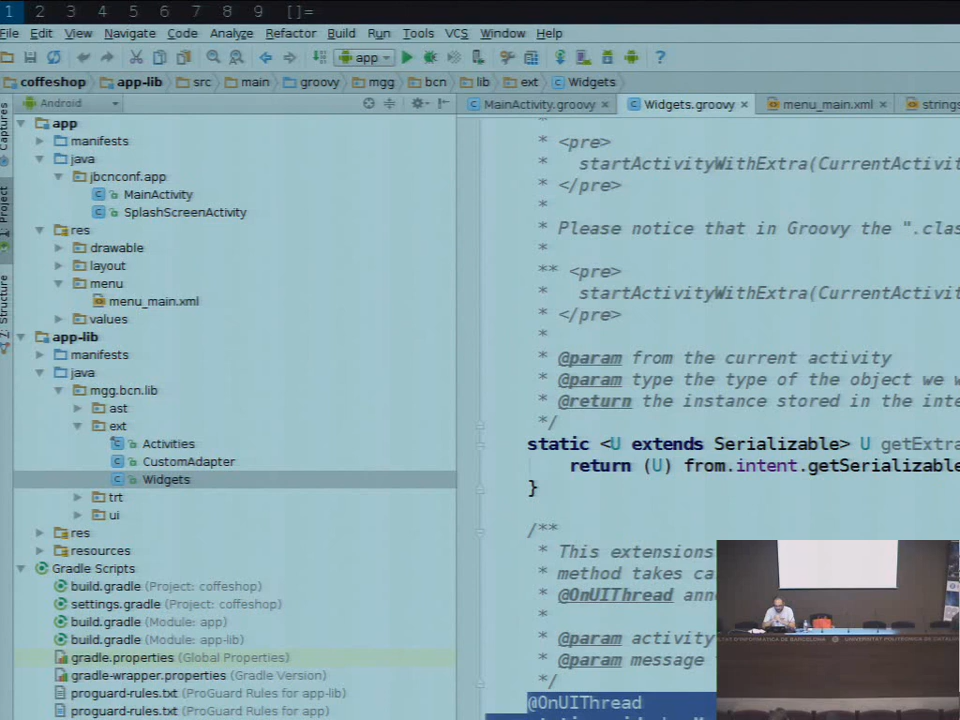 1 2 3 4 5 6 7 8 9 []=
File Edit View Navigate Code Analyze Refactor Build Run Tools VCS Window Help
app
coffeshop app-lib src main groovy mgg bcn lib ext Widgets
Android
MainActivity.groovy Widgets.groovy menu_main.xml strings
Captures
1: Project
7: Structure
app
manifests
java
jbcnconf.app
MainActivity
SplashScreenActivity
res
drawable
layout
menu
menu_main.xml
values
app-lib
manifests
java
mgg.bcn.lib
ast
ext
Activities
CustomAdapter
Widgets
trt
ui
res
resources
Gradle Scripts
build.gradle (Project: coffeshop)
settings.gradle (Project: coffeshop)
build.gradle (Module: app)
build.gradle (Module: app-lib)
gradle.properties (Global Properties)
gradle-wrapper.properties (Gradle Version)
proguard-rules.txt (ProGuard Rules for app-lib)
proguard-rules.txt (ProGuard Rules for app)
*
* <pre>
* startActivityWithExtra(CurrentActivi
* </pre>
*
* Please notice that in Groovy the ".clas
*
** <pre>
* startActivityWithExtra(CurrentActivi
* </pre>
*
* @param from the current activity
* @param type the type of the object we w
* @return the instance stored in the inte
*/
static <U extends Serializable> U getExtra
return (U) from.intent.getSerializable
}
/**
* This extensions
* method takes ca
* @OnUIThread ann
*
* @param activity
* @param message
*/
@OnUIThread
UNIVERSITAT POLITECNICA DE CATALUN